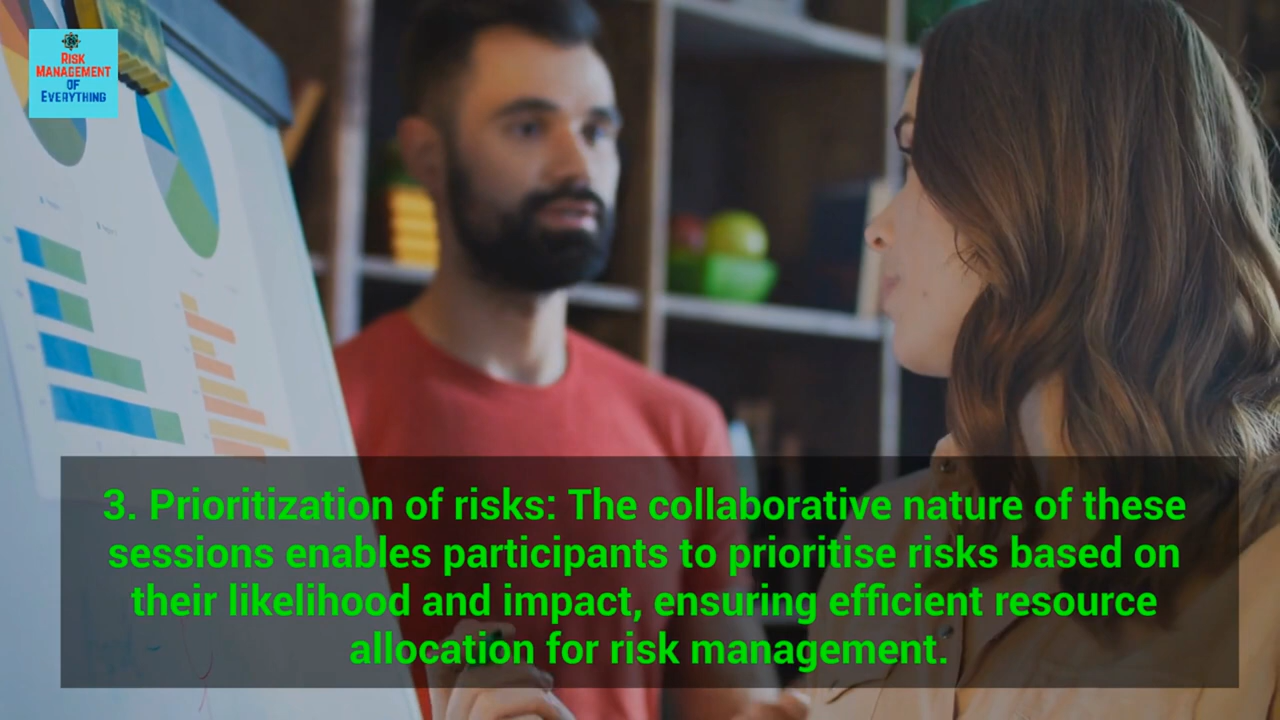 Risk
Management
of
Everything
3. Prioritization of risks: The collaborative nature of these
sessions enables participants to prioritise risks based on
their likelihood and impact, ensuring efficient resource
allocation for risk management.